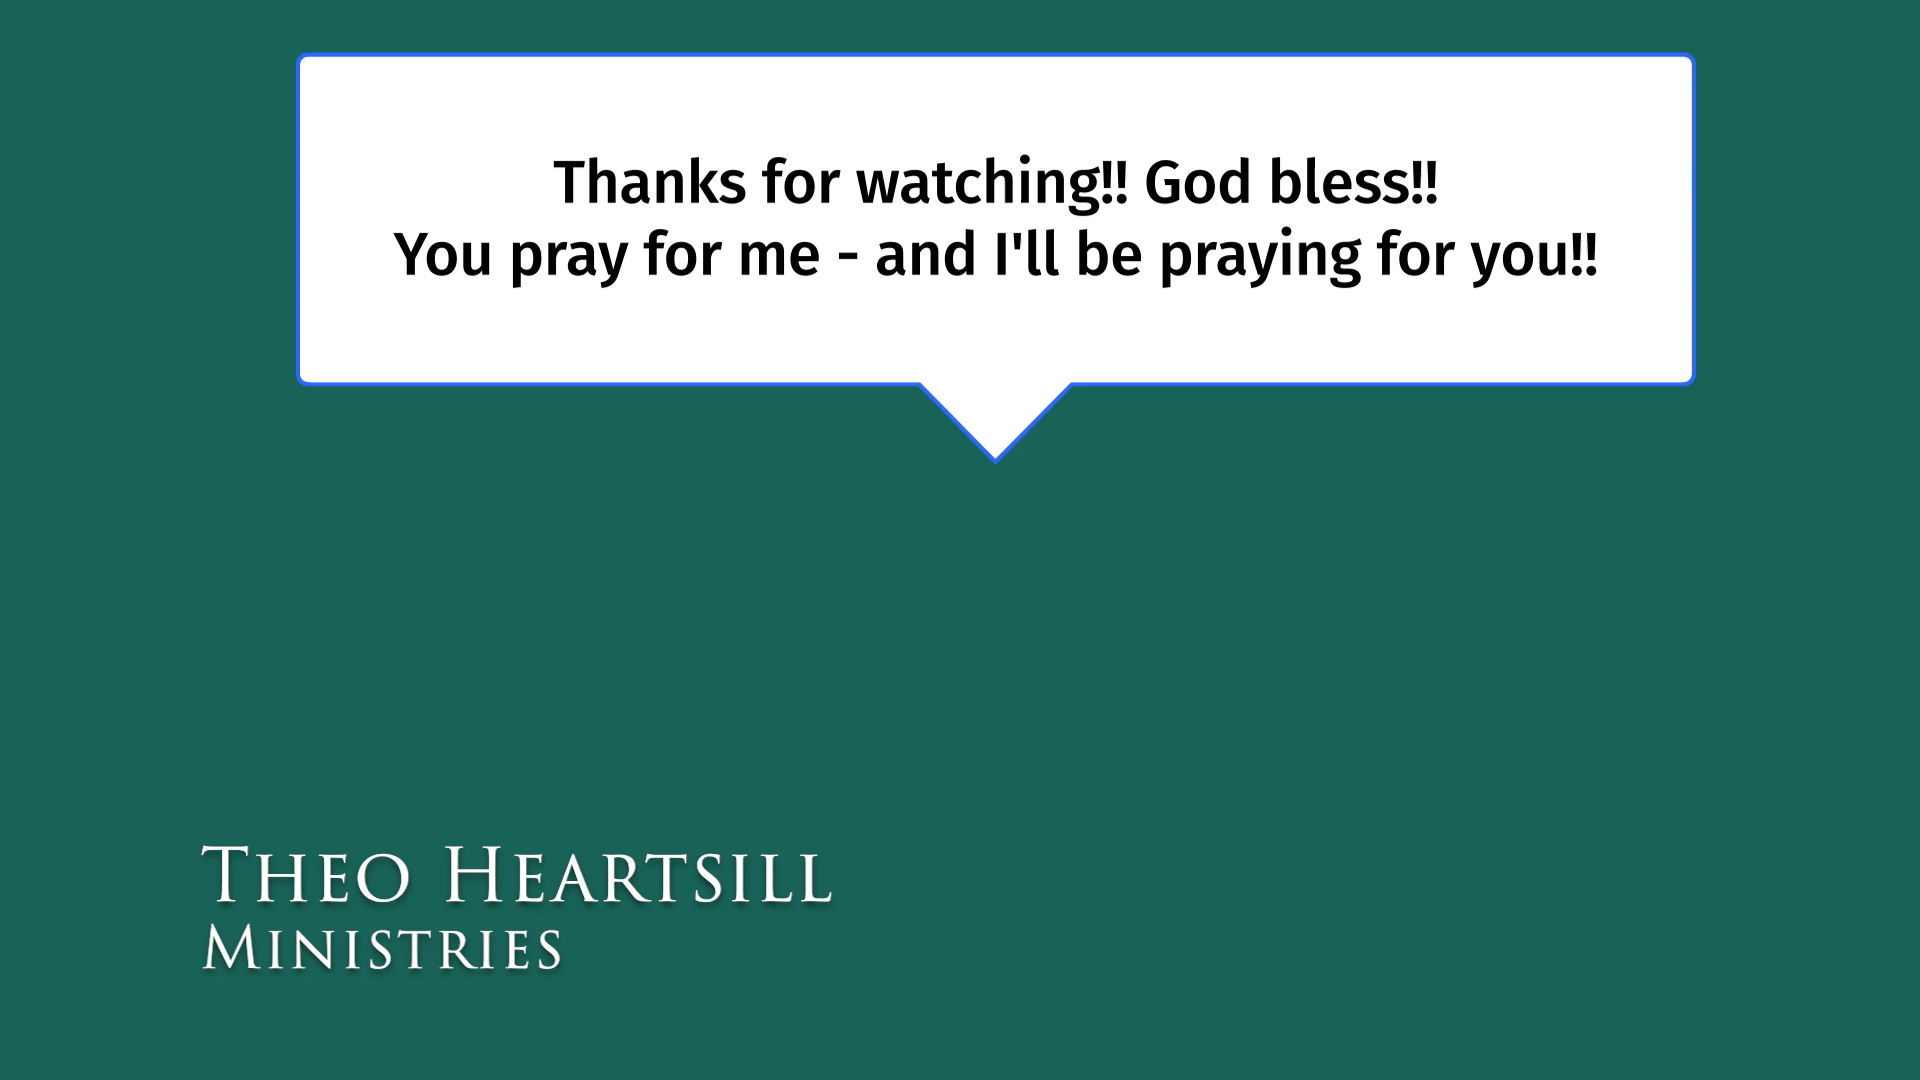 Thanks for watching!! God bless!!
You pray for me - and I'll be praying for you!!
THEO HEARTSILL
MINISTRIES